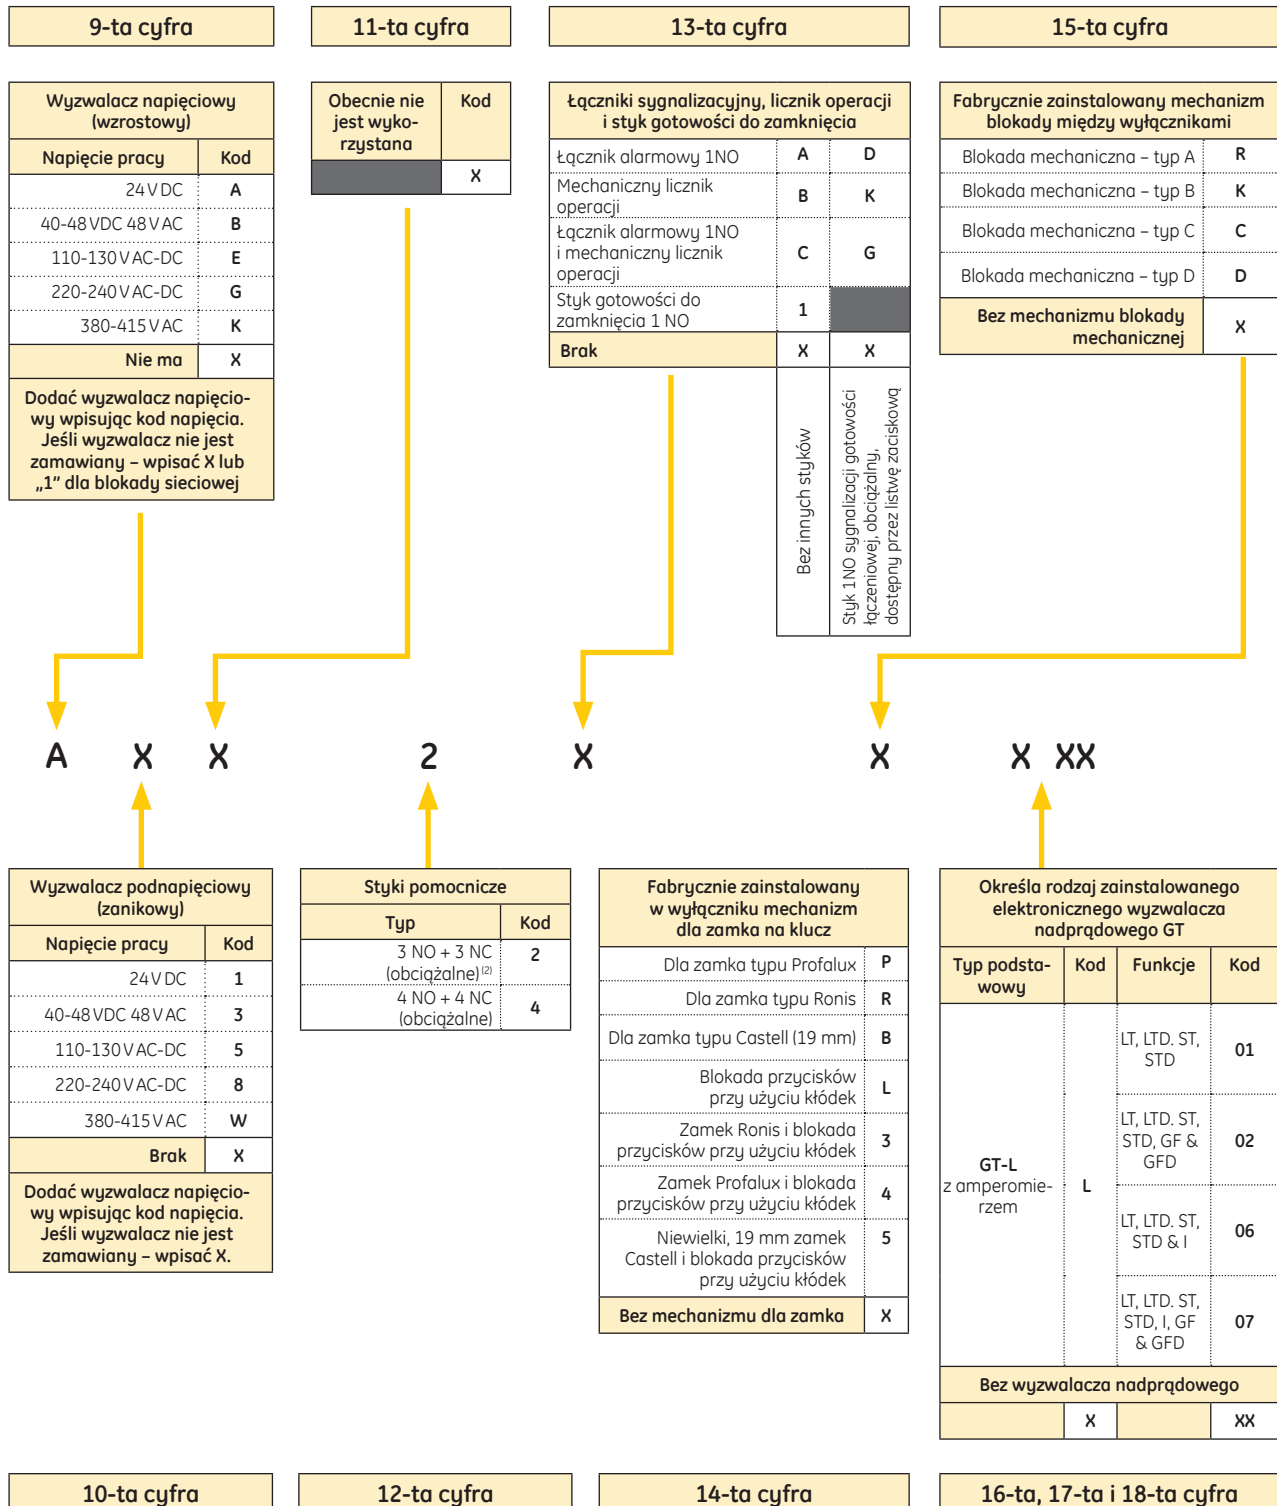 9-ta cyfra
11-ta cyfra
13-ta cyfra
15-ta cyfra
Wyzwalacz napięciowy
(wzrostowy)
Napięcie pracy Kod
24 V DC A
40-48 VDC 48 V AC B
110-130 V AC-DC E
220-240 V AC-DC G
380-415 V AC K
Nie ma X
Dodać wyzwalacz napięcio-
wy wpisując kod napięcia.
Jeśli wyzwalacz nie jest
zamawiany – wpisać X lub
„1” dla blokady sieciowej
Obecnie nie Kod
jest wyko-
rzystana
X
Łączniki sygnalizacyjny, licznik operacji
i styk gotowości do zamknięcia
Łącznik alarmowy 1NO A D
Mechaniczny licznik
operacji B K
Łącznik alarmowy 1NO
i mechaniczny licznik C G
operacji
Styk gotowości do
zamknięcia 1 NO 1
Brak X X
Bez innych styków
Styk 1NO sygnalizacji gotowości
łączeniowej, obciążalny,
dostępny przez listwę zaciskową
Fabrycznie zainstalowany mechanizm
blokady między wyłącznikami
Blokada mechaniczna – typ A R
Blokada mechaniczna – typ B K
Blokada mechaniczna – typ C C
Blokada mechaniczna – typ D D
Bez mechanizmu blokady
mechanicznej X
A X X 2 X X X XX
Wyzwalacz podnapięciowy
(zanikowy)
Napięcie pracy Kod
24 V DC 1
40-48 VDC 48 V AC 3
110-130 V AC-DC 5
220-240 V AC-DC 8
380-415 V AC W
Brak X
Dodać wyzwalacz napięcio-
wy wpisując kod napięcia.
Jeśli wyzwalacz nie jest
zamawiany – wpisać X.
Styki pomocnicze
Typ Kod
3 NO + 3 NC 2
(obciążalne) (2)
4 NO + 4 NC
(obciążalne) 4
Fabrycznie zainstalowany
w wyłączniku mechanizm
dla zamka na klucz
Dla zamka typu Profalux P
Dla zamka typu Ronis R
Dla zamka typu Castell (19 mm) B
Blokada przycisków
przy użyciu kłódek L
Zamek Ronis i blokada
przycisków przy użyciu kłódek 3
Zamek Profalux i blokada
przycisków przy użyciu kłódek 4
Niewielki, 19 mm zamek 5
Castell i blokada przycisków
przy użyciu kłódek
Bez mechanizmu dla zamka X
Określa rodzaj zainstalowanego
elektronicznego wyzwalacza
nadprądowego GT
Typ podsta- Kod Funkcje Kod
wowy
GT-L
z amperomie-
rzem
L
LT, LTD. ST,
STD 01
LT, LTD. ST,
STD, GF & 02
GFD
LT, LTD. ST,
STD & I 06
LT, LTD. ST,
STD, I, GF 07
& GFD
Bez wyzwalacza nadprądowego
X XX
10-ta cyfra
12-ta cyfra
14-ta cyfra
16-ta, 17-ta i 18-ta cyfra